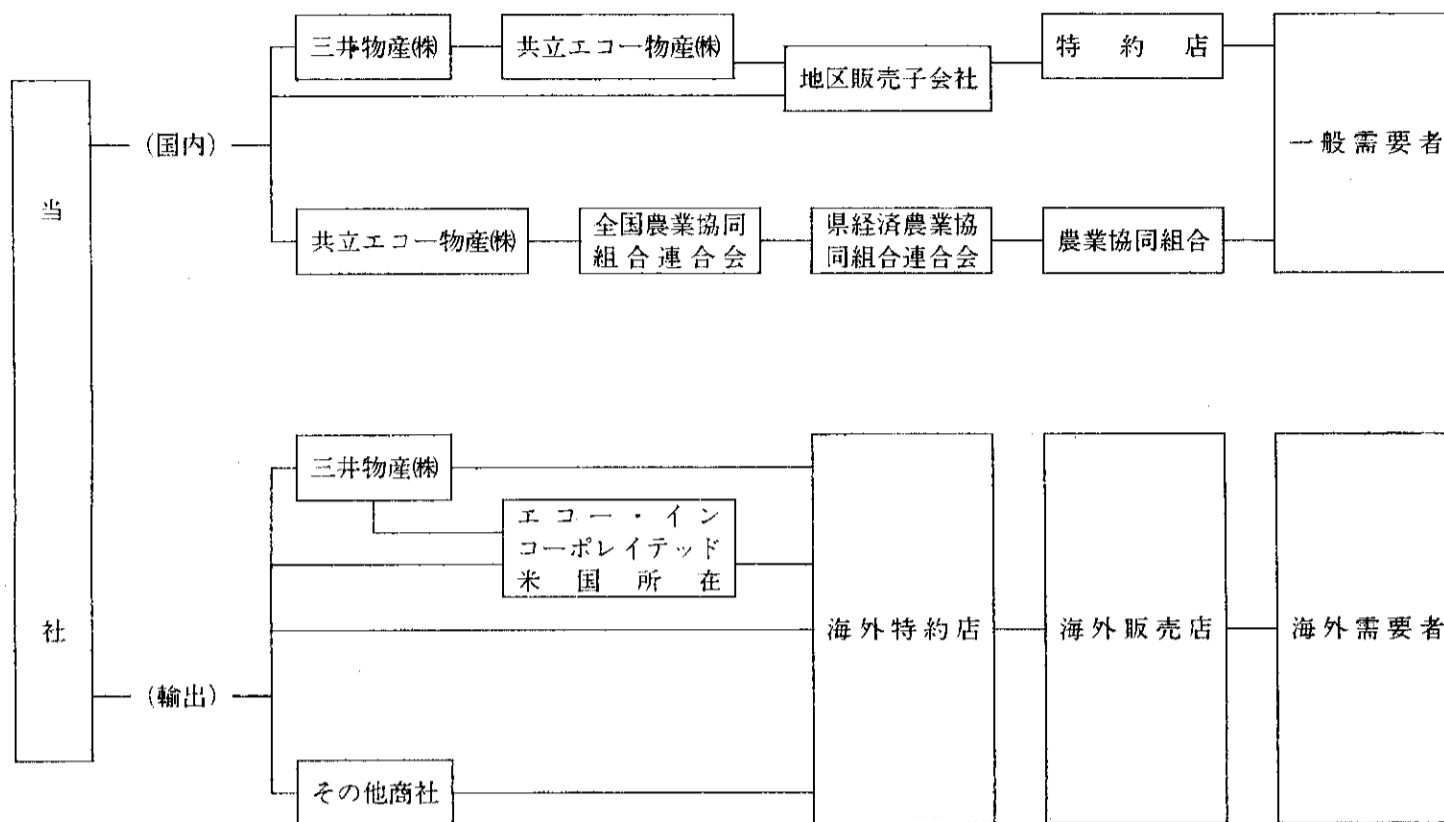 当社
(国内)
三井物産㈱
共立エコー物産㈱
地区販売子会社
特約店
一般需要者
共立エコー物産㈱
全国農業協同
組合連合会
県経済農業協
同組合連合会
農業協同組合
(輸出)
三井物産㈱
エコー・イン
コーポレイテッド
米国所在
その他商社
海外特約店
海外販売店
海外需要者